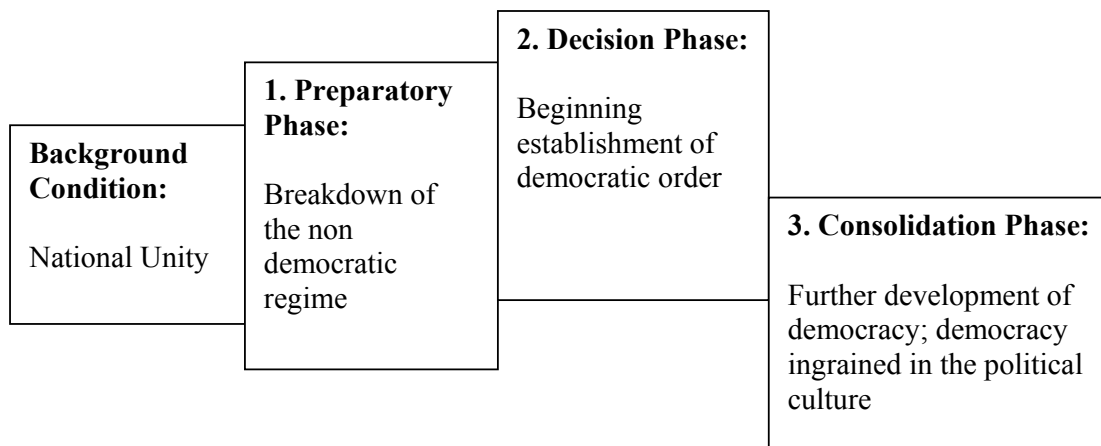 Background
Condition:
National Unity
1. Preparatory
Phase:
Breakdown of
the non
democratic
regime
2. Decision Phase:
Beginning
establishment of
democratic order
3. Consolidation Phase:
Further development of
democracy; democracy
ingrained in the political
culture